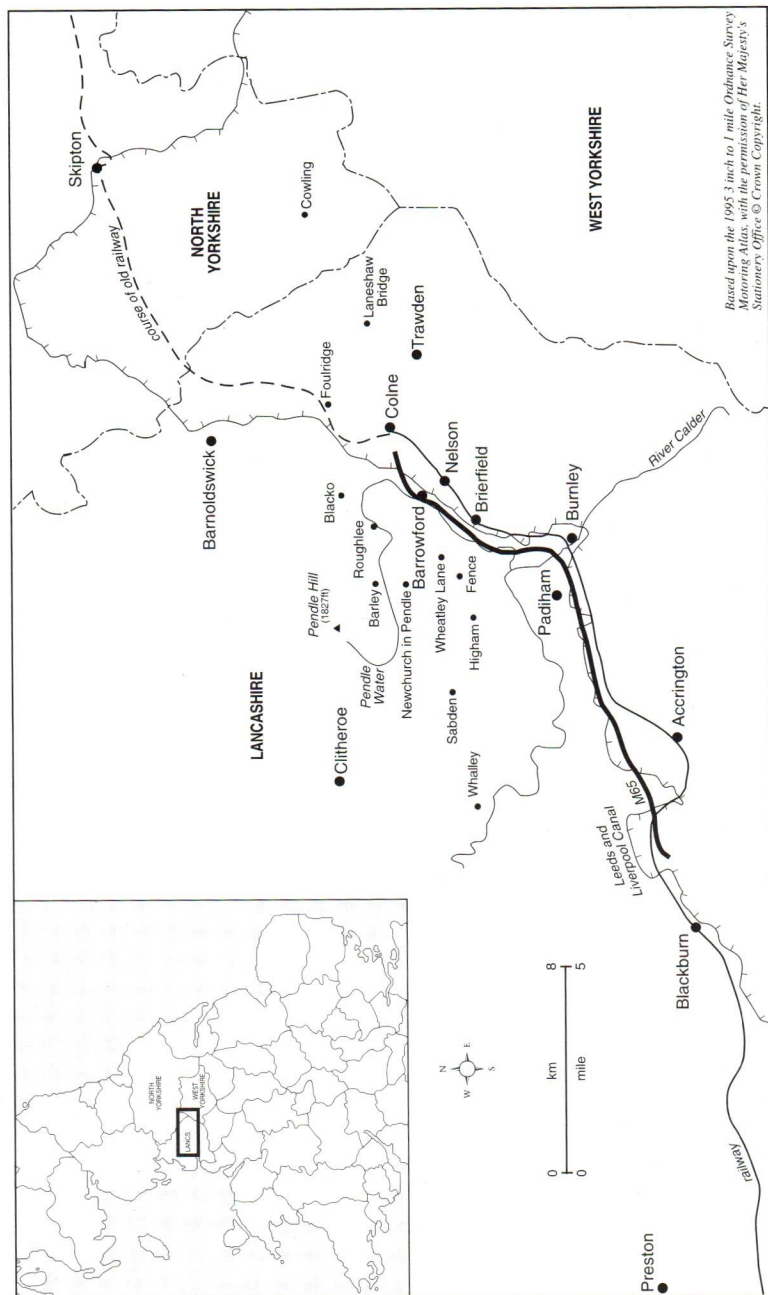 NORTH
YORKSHIRE
LANCS
WEST
YORKSHIRE
LANCASHIRE
NORTH
YORKSHIRE
WEST YORKSHIRE
Skipton
course of old railway
Cowling
Barnoldswick
Foulridge
Laneshaw
Bridge
Trawden
Colne
Blacko
Nelson
Roughlee
Barrowford
Brierfield
Pendle Hill
(1827ft)
Barley
Pendle
Water
Newchurch in Pendle
Wheatley Lane
Fence
Higham
Sabden
Whalley
Clitheroe
Padiham
Burnley
River Calder
Accrington
M65
Leeds and
Liverpool Canal
Blackburn
railway
Preston
N
W E
S
0 km 8
0 mile 5
Based upon the 1995 3 inch to 1 mile Ordnance Survey
Motoring Atlas, with the permission of Her Majesty's
Stationery Office © Crown Copyright.